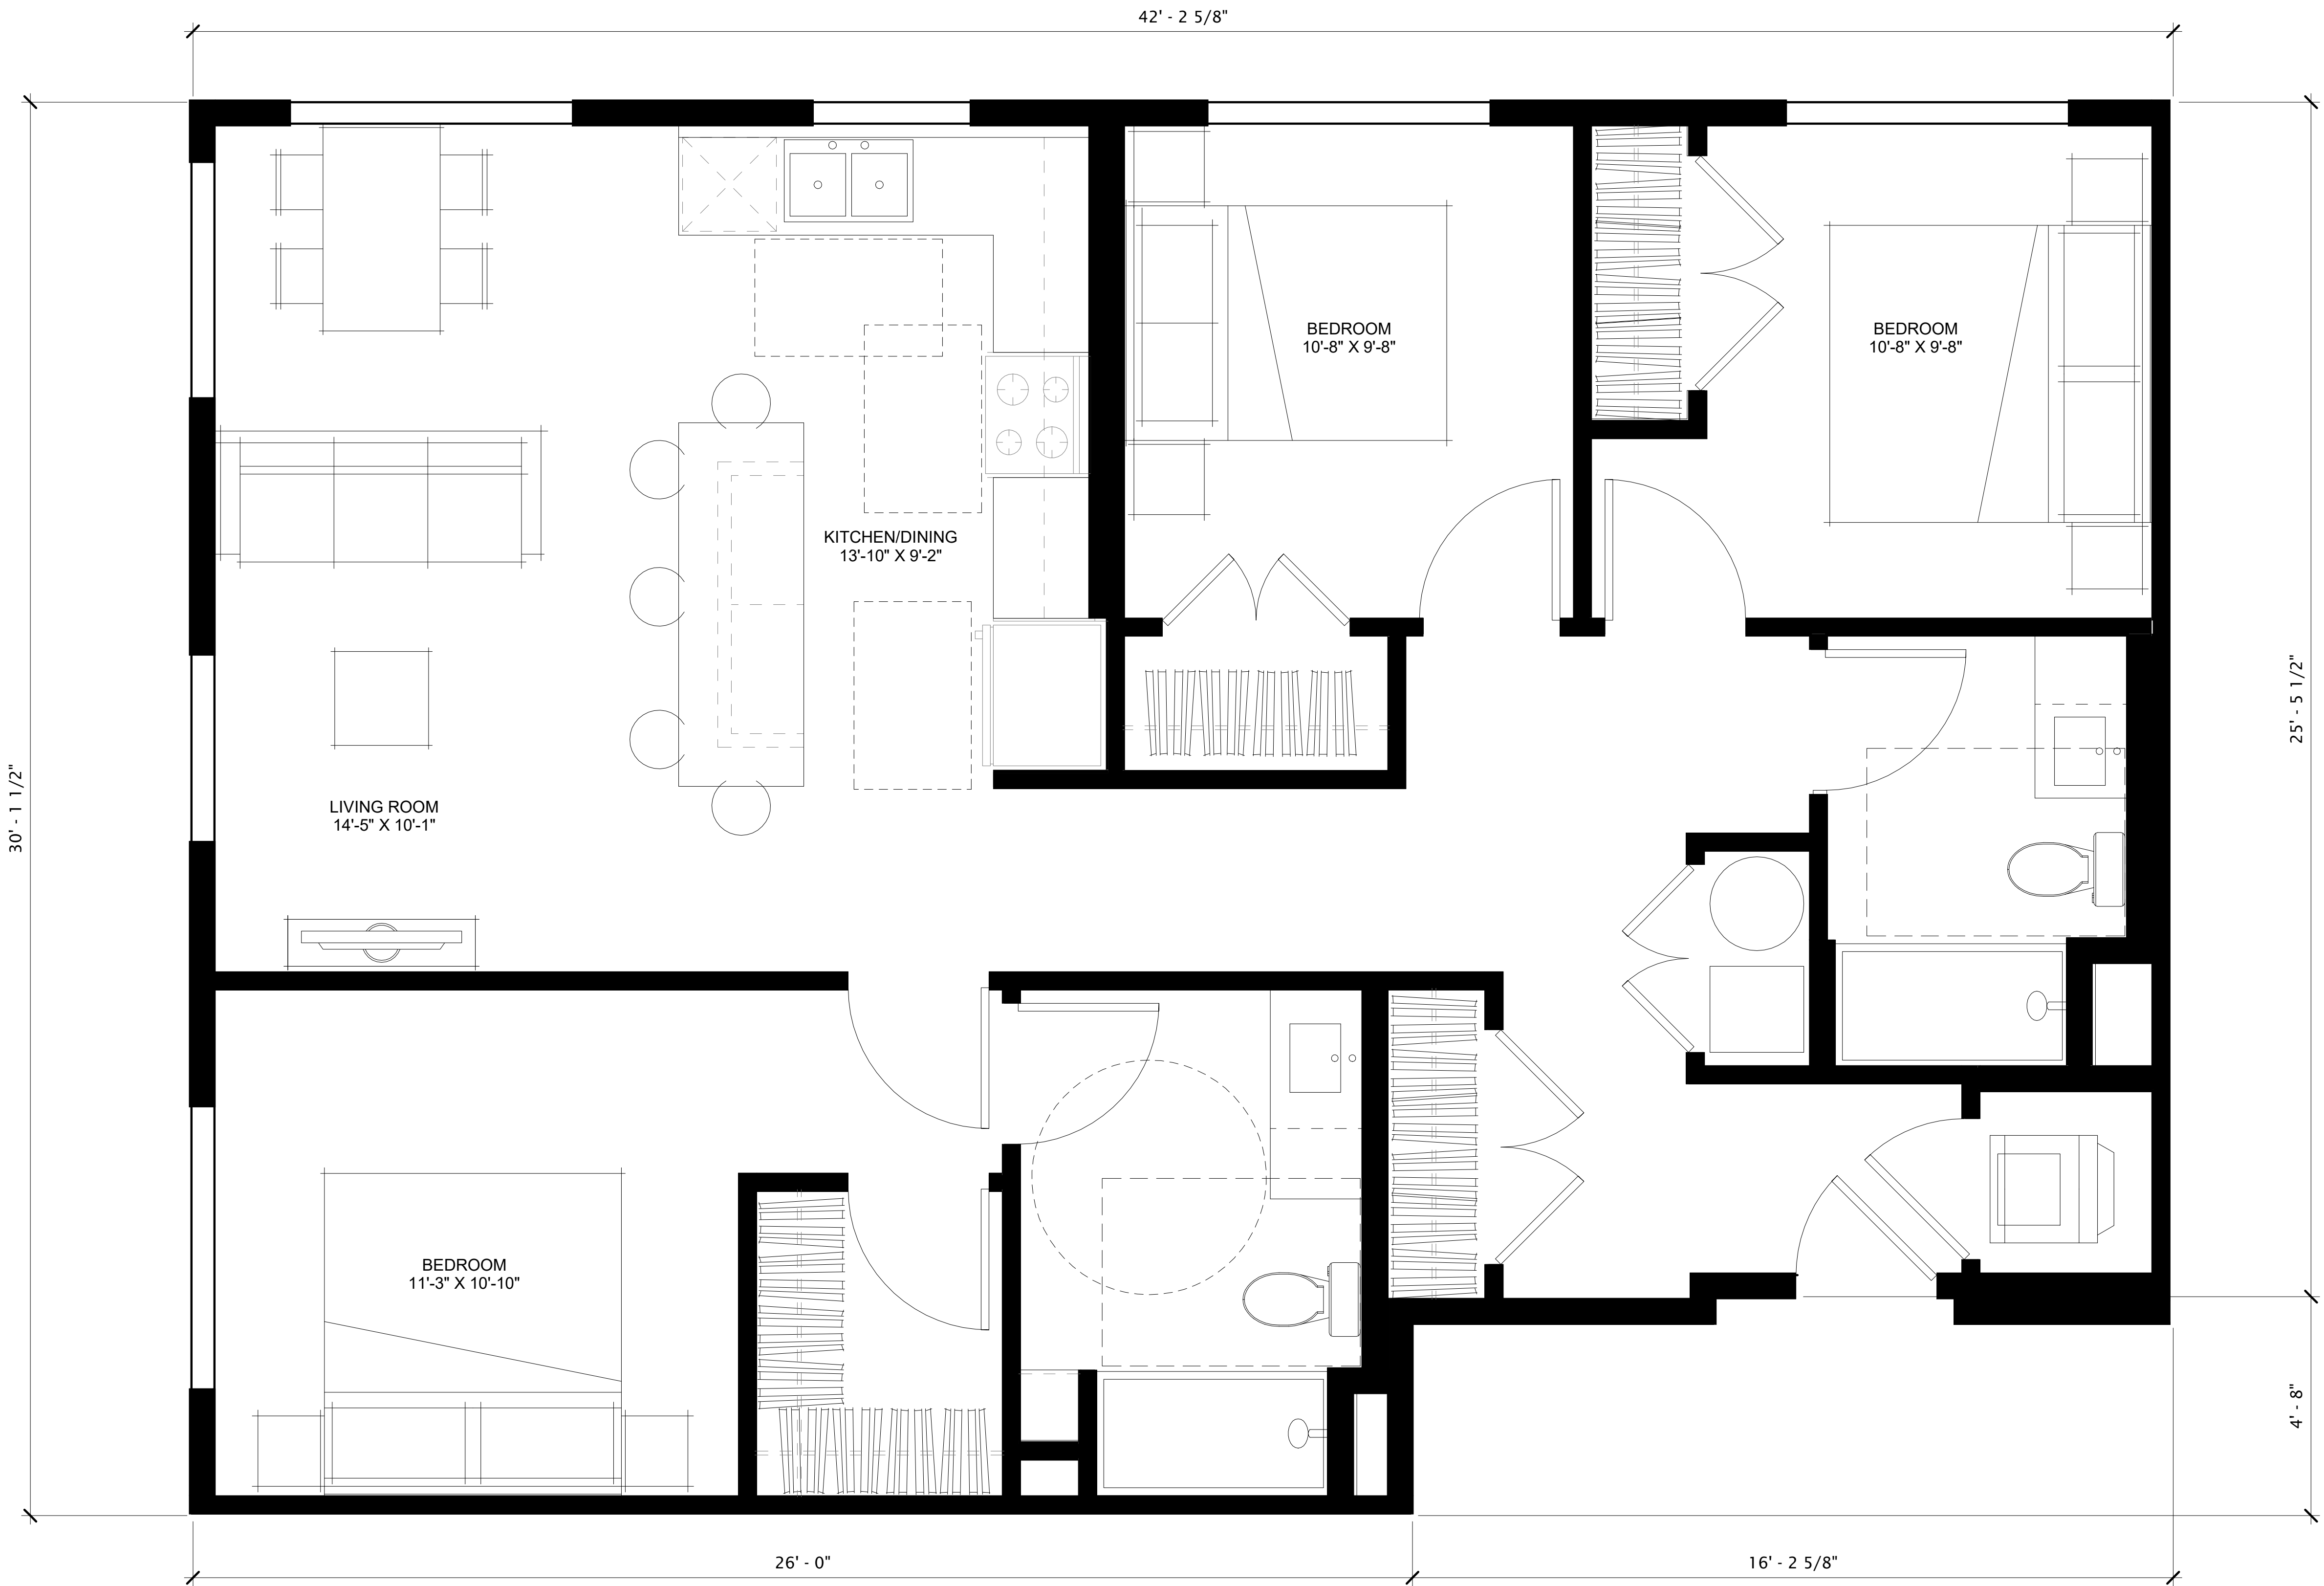 42' - 2 5/8"
BEDROOM
10'-8" X 9'-8"
BEDROOM
10'-8" X 9'-8"
KITCHEN/DINING
13'-10" X 9'-2"
25' - 5 1/2"
30' - 1 1/2"
LIVING ROOM
14'-5" X 10'-1"
BEDROOM
11'-3" X 10'-10"
4' - 8"
26' - 0"
16' - 2 5/8"